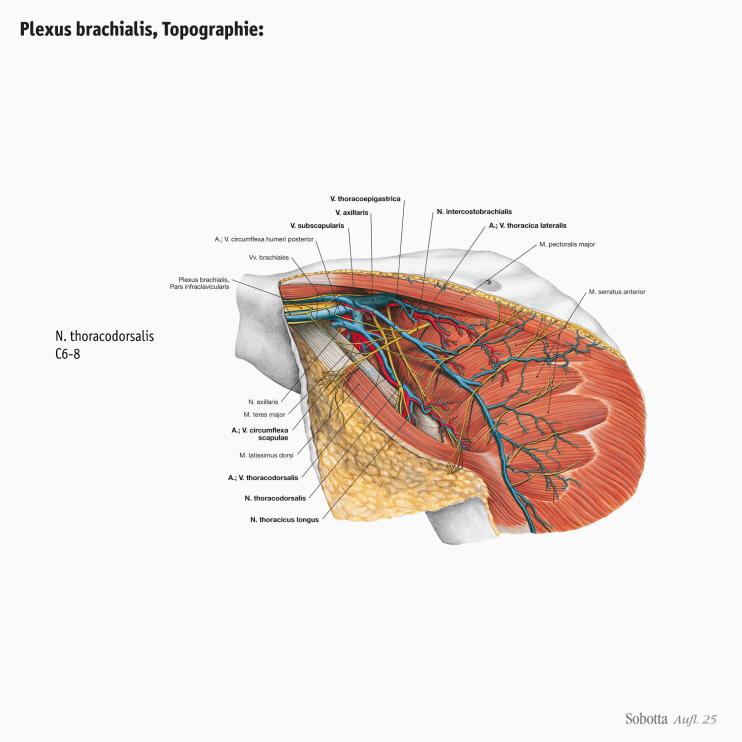 Plexus brachialis, Topographie:
V. thoracoepigastrica
V. axillaris
N. intercostobrachialis
V. subscapularis
A.; V. thoracica lateralis
A.; V. circumflexa humeri posterior
M. pectoralis major
Vv. brachiales
Plexus brachialis,
Pars infraclavicularis
M. serratus anterior
N. thoracodorsalis
C6-8
N. axillaris
M. teres major
A.; V. circumflexa
scapulae
M. latissimus dorsi
A.; V. thoracodorsalis
N. thoracodorsalis
N. thoracicus longus
Sobotta Aufl. 25